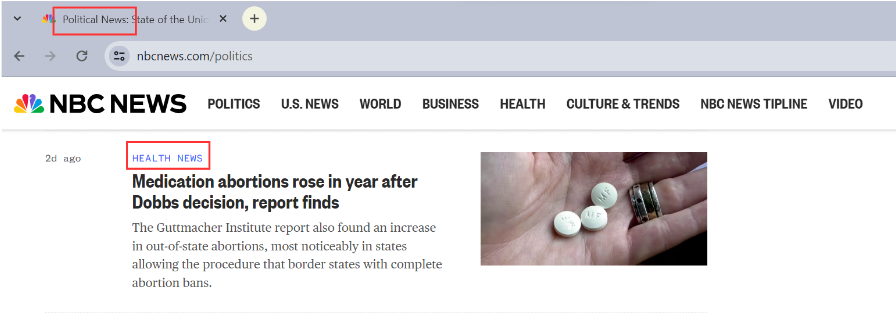 Political News: State of the Unio
nbcnews.com/politics
NBC NEWS POLITICS U.S. NEWS WORLD BUSINESS HEALTH CULTURE & TRENDS NBC NEWS TIPLINE VIDEO
2d ago HEALTH NEWS
Medication abortions rose in year after
Dobbs decision, report finds
The Guttmacher Institute report also found an increase
in out-of-state abortions, most noticeably in states
allowing the procedure that border states with complete
abortion bans.